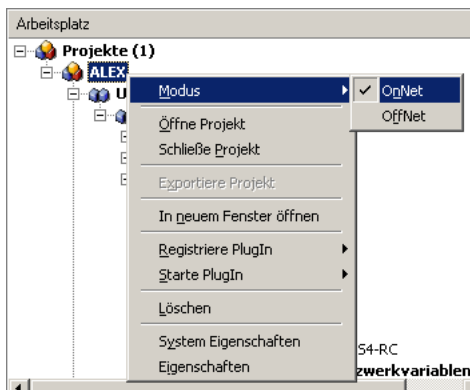 Arbeitsplatz
Projekte (1)
ALEX
U
Modus
OnNet
OffNet
Öffne Projekt
Schließe Projekt
Exportiere Projekt
In neuem Fenster öffnen
Registriere PlugIn
Starte PlugIn
Löschen
System Eigenschaften
Eigenschaften
S4-RC
zwerkvariablen